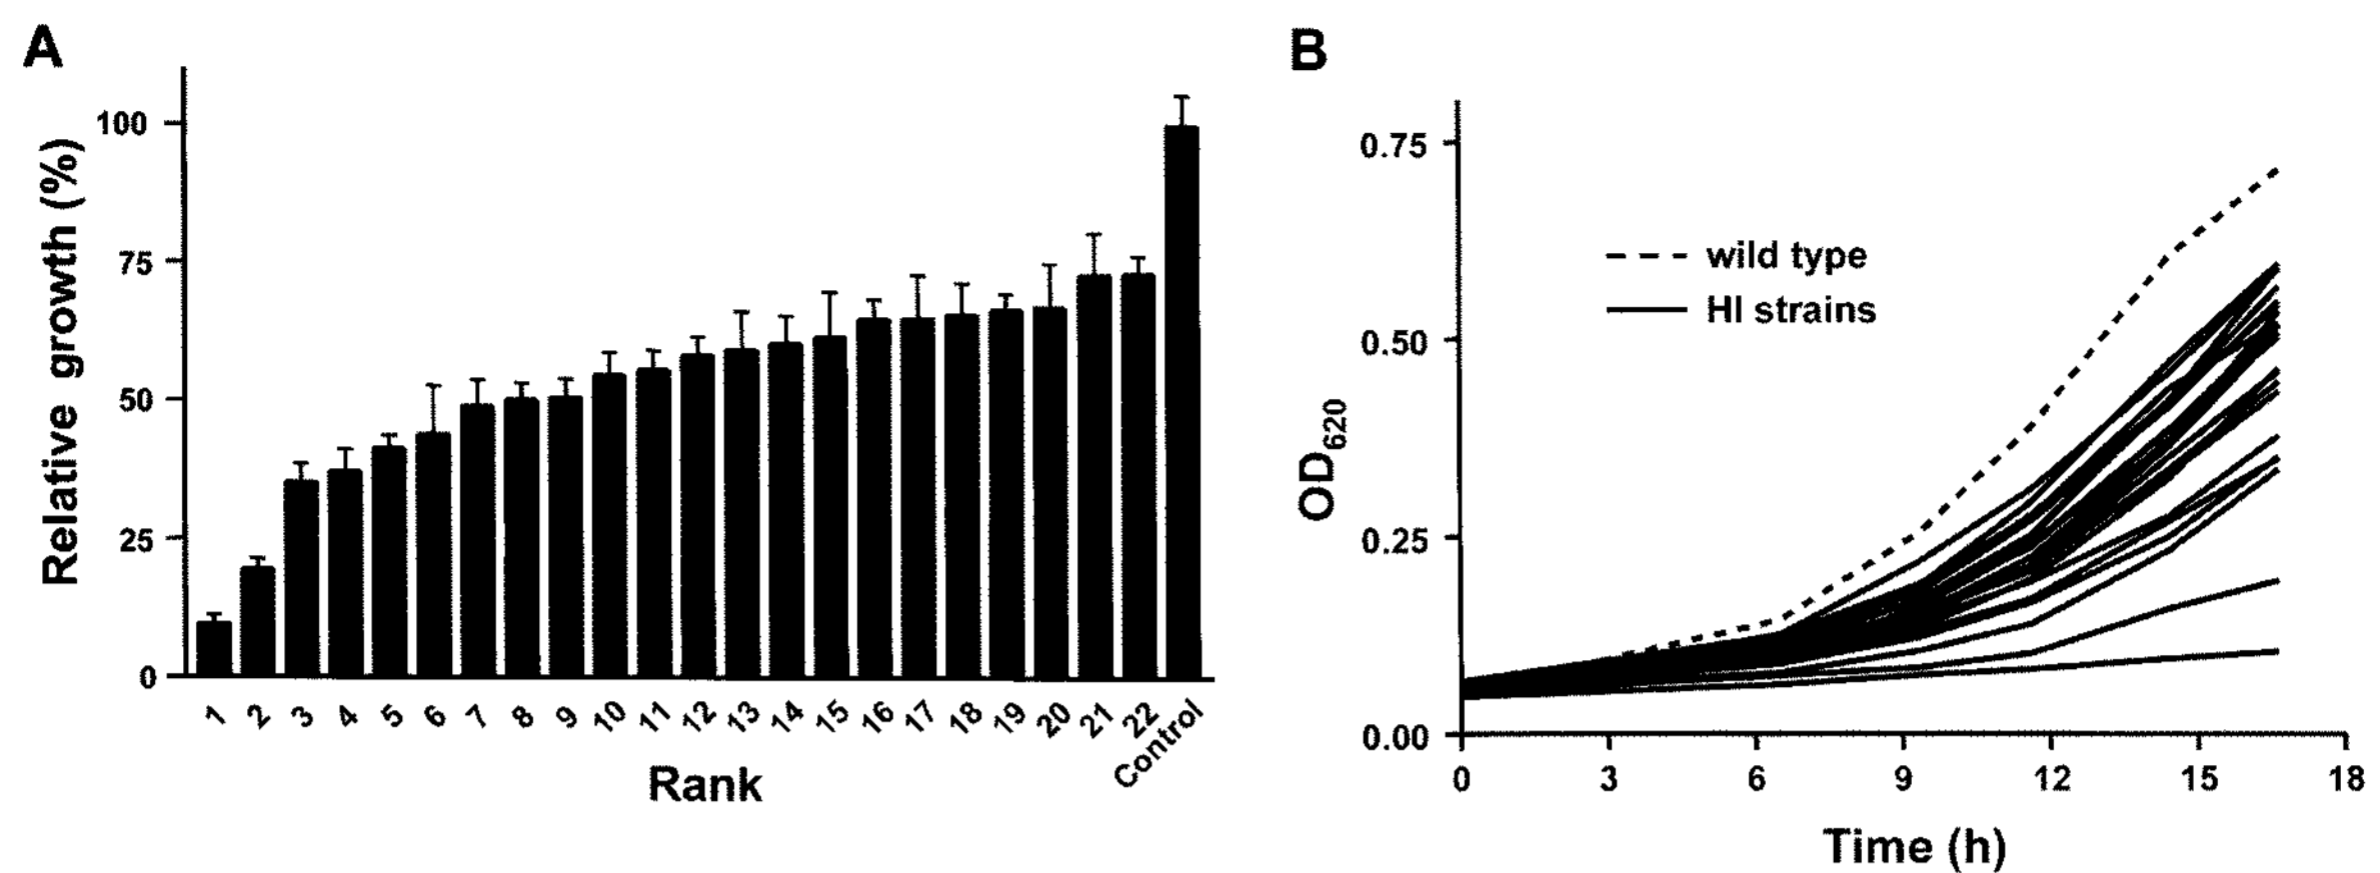 A
Relative growth (%)
100
75
50
25
0
1 2 3 4 5 6 7 8 9 10 11 12 13 14 15 16 17 18 19 20 21 22 Control
Rank
B
OD620
0.75
0.50
0.25
0.00
wild type
HI strains
0 3 6 9 12 15 18
Time (h)